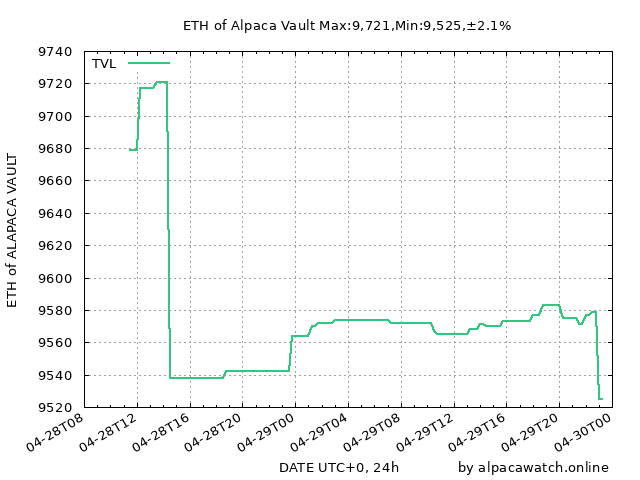 ETH of Alpaca Vault Max:9,721,Min:9,525,±2.1%
TVL
9740
9720
9700
9680
9660
9640
9620
9600
9580
9560
9540
9520
ETH of ALAPACA VAULT
04-28T08
04-28T12
04-28T16
04-28T20
04-29T00
04-29T04
04-29T08
04-29T12
04-29T16
04-29T20
04-30T00
DATE UTC+0, 24h
by alpacawatch.online